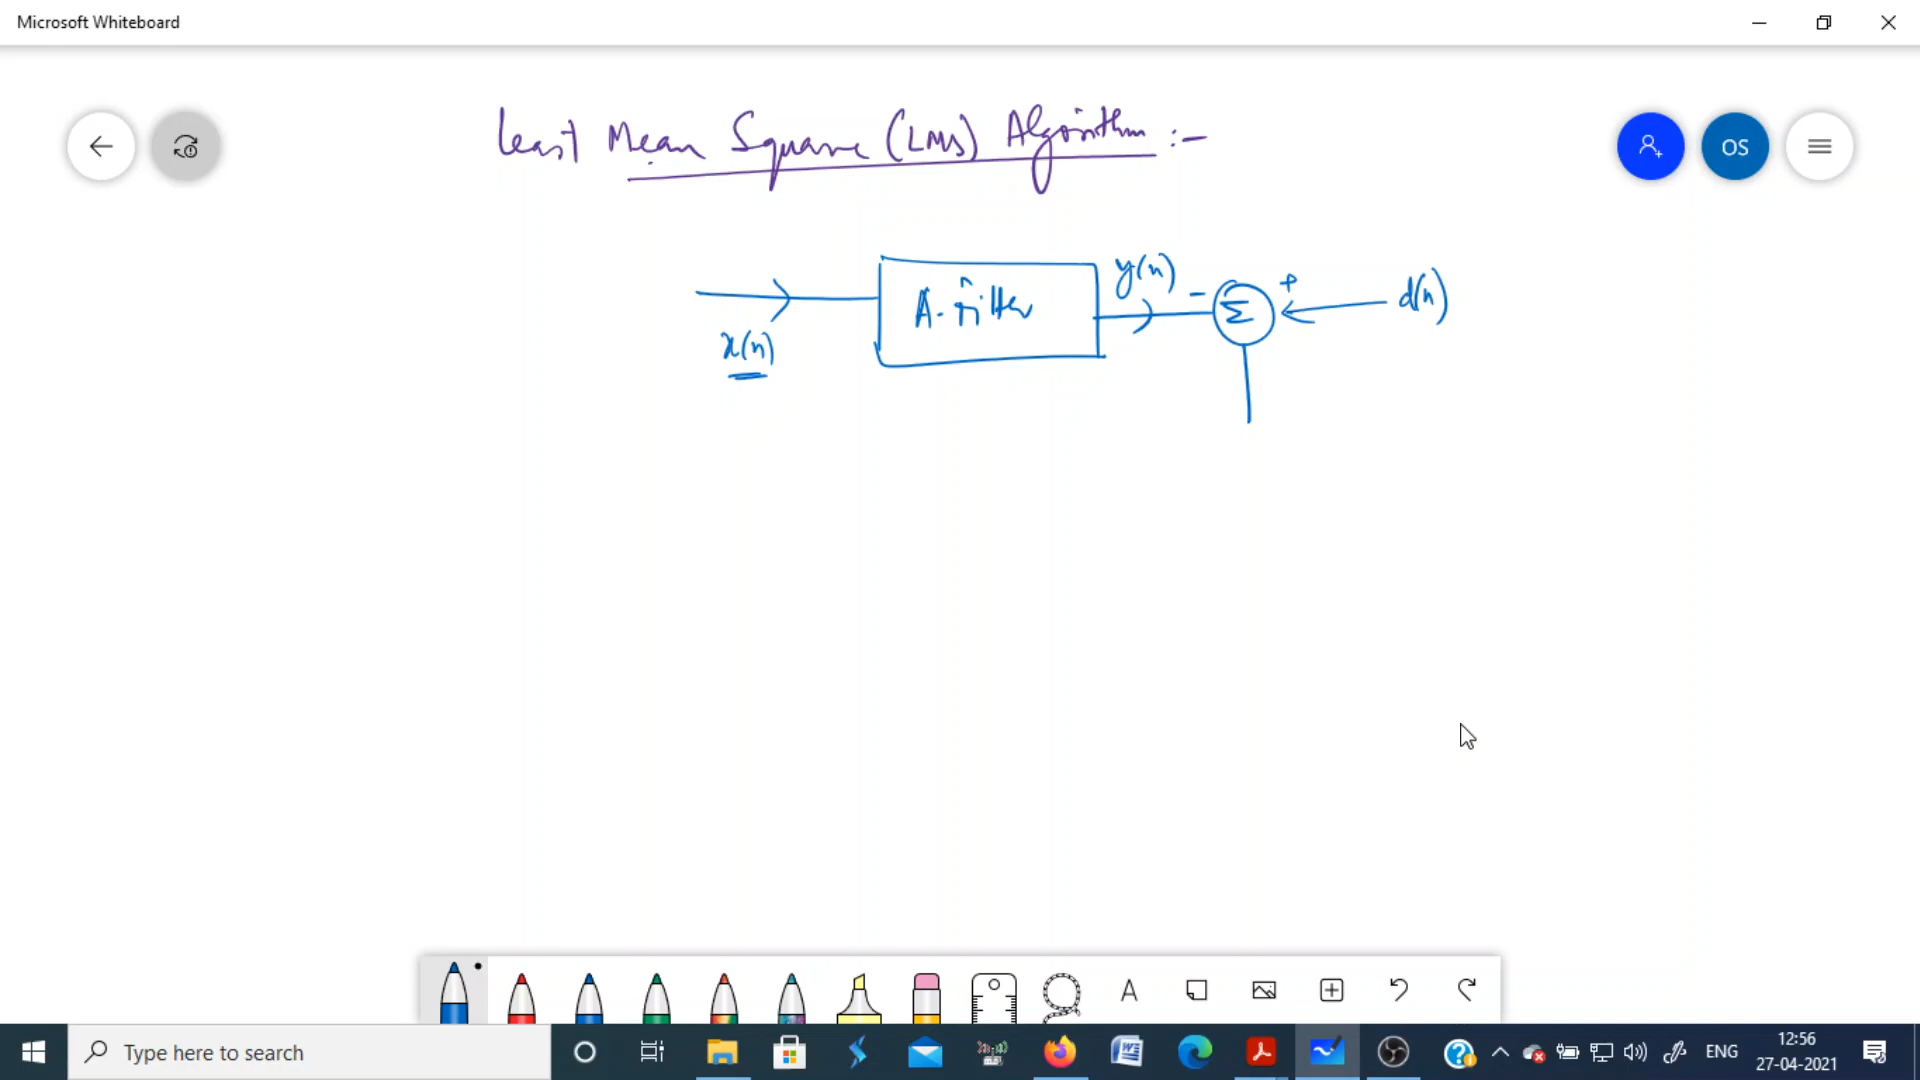 Microsoft Whiteboard
OS
Least Mean Square (LMS) Algorithm :-
x(n)
A-filter
y(n)
-
Σ
+
d(n)
A
Type here to search
ENG
12:56
27-04-2021